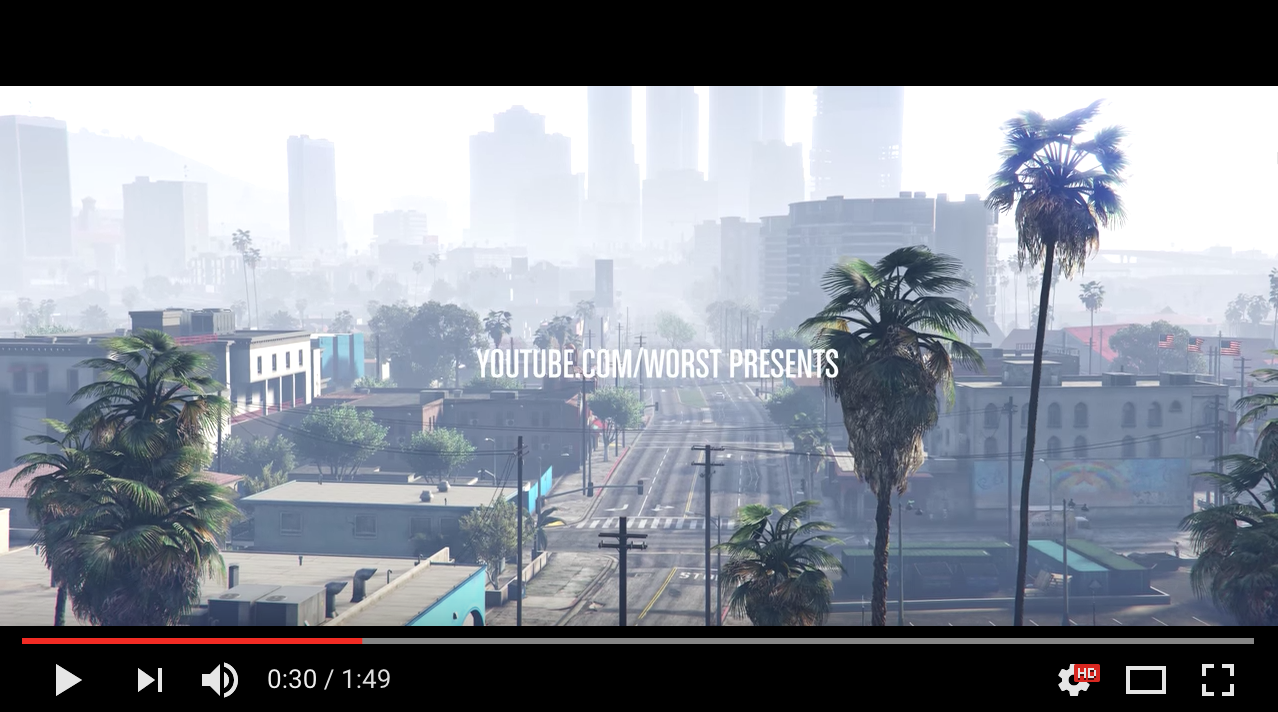 YOUTUBE.COM/WORST PRESENTS
0:30 / 1:49
HD